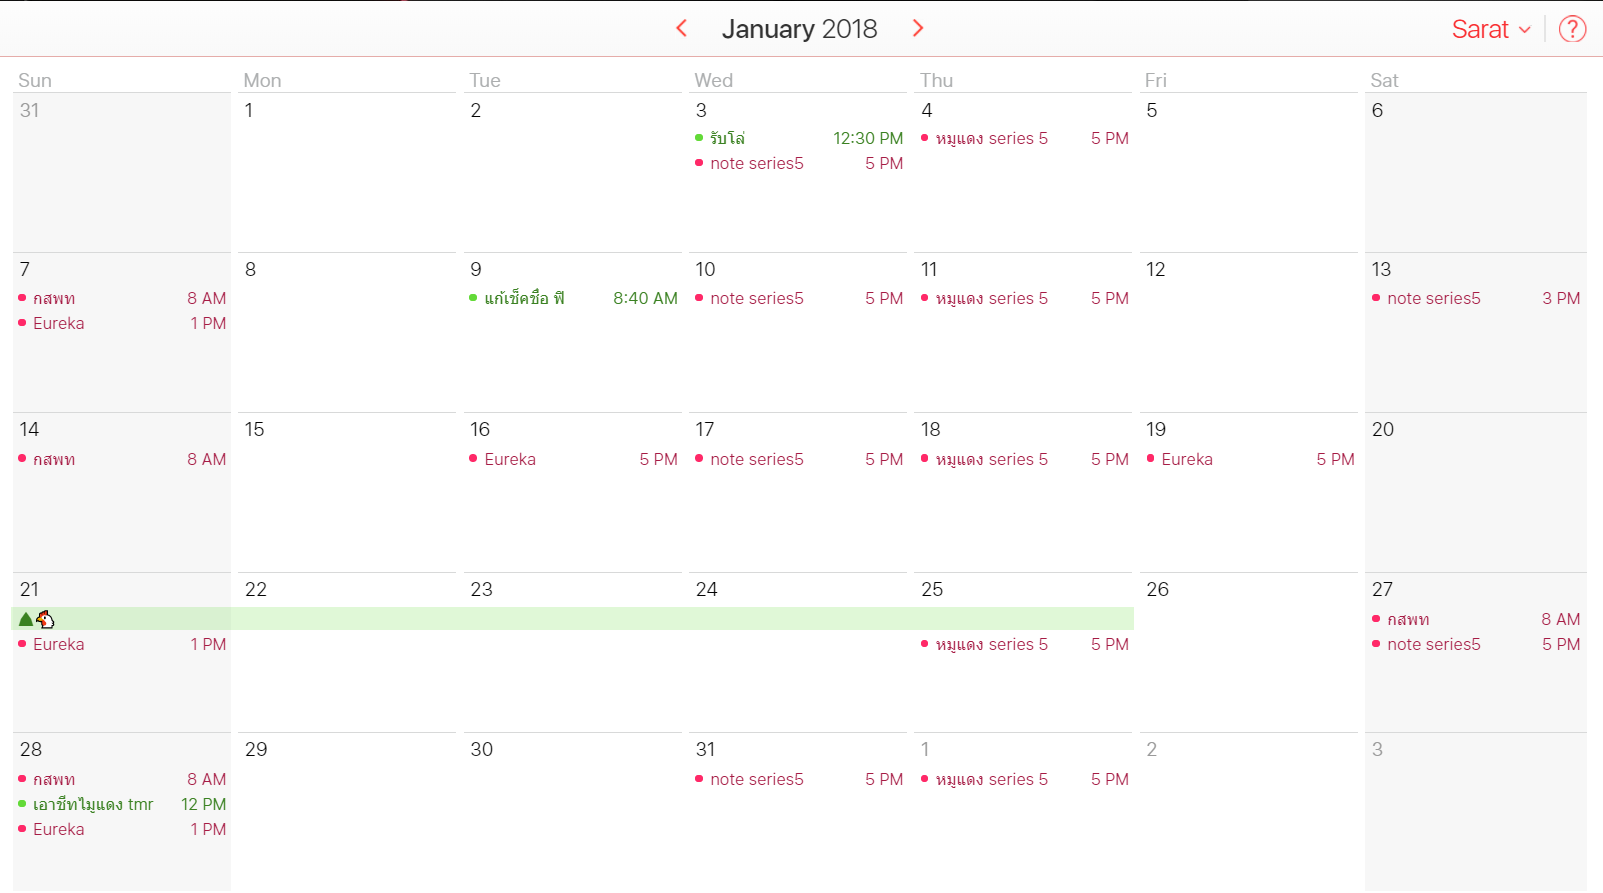 January 2018
Sarat
?
Sun Mon Tue Wed Thu Fri Sat
31 1 2 3 4 5 6
รับโล่ 12:30 PM หมูแดง series 5 5 PM
note series5 5 PM
7 8 9 10 11 12 13
กสพท 8 AM แก้เช็คชื่อ ฟิ 8:40 AM note series5 5 PM หมูแดง series 5 5 PM note series5 3 PM
Eureka 1 PM
14 15 16 17 18 19 20
กสพท 8 AM Eureka 5 PM note series5 5 PM หมูแดง series 5 5 PM Eureka 5 PM
21 22 23 24 25 26 27
กสพท 8 AM
Eureka 1 PM หมูแดง series 5 5 PM note series5 5 PM
28 29 30 31 1 2 3
กสพท 8 AM note series5 5 PM หมูแดง series 5 5 PM
เอาชีทไมูแดง tmr 12 PM
Eureka 1 PM